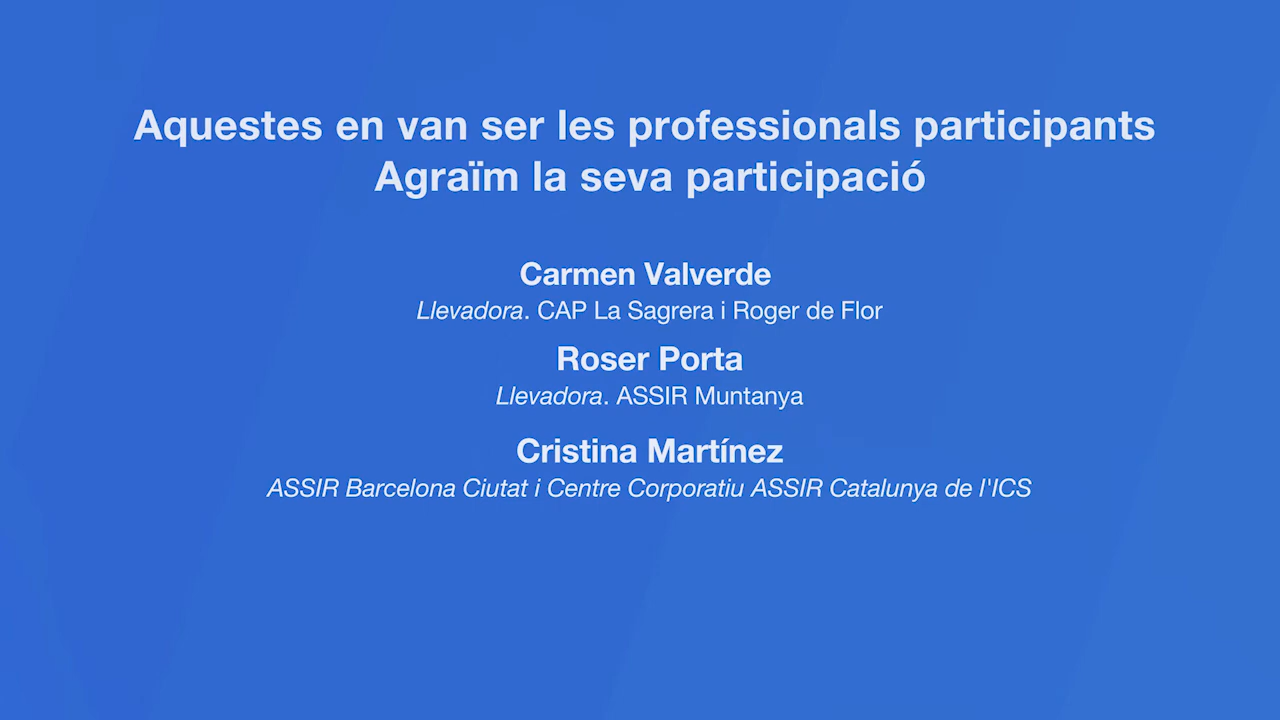 Aquestes en van ser les professionals participants
Agraïm la seva participació
Carmen Valverde
Llevadora. CAP La Sagrera i Roger de Flor
Roser Porta
Llevadora. ASSIR Muntanya
Cristina Martínez
ASSIR Barcelona Ciutat i Centre Corporatiu ASSIR Catalunya de l'ICS